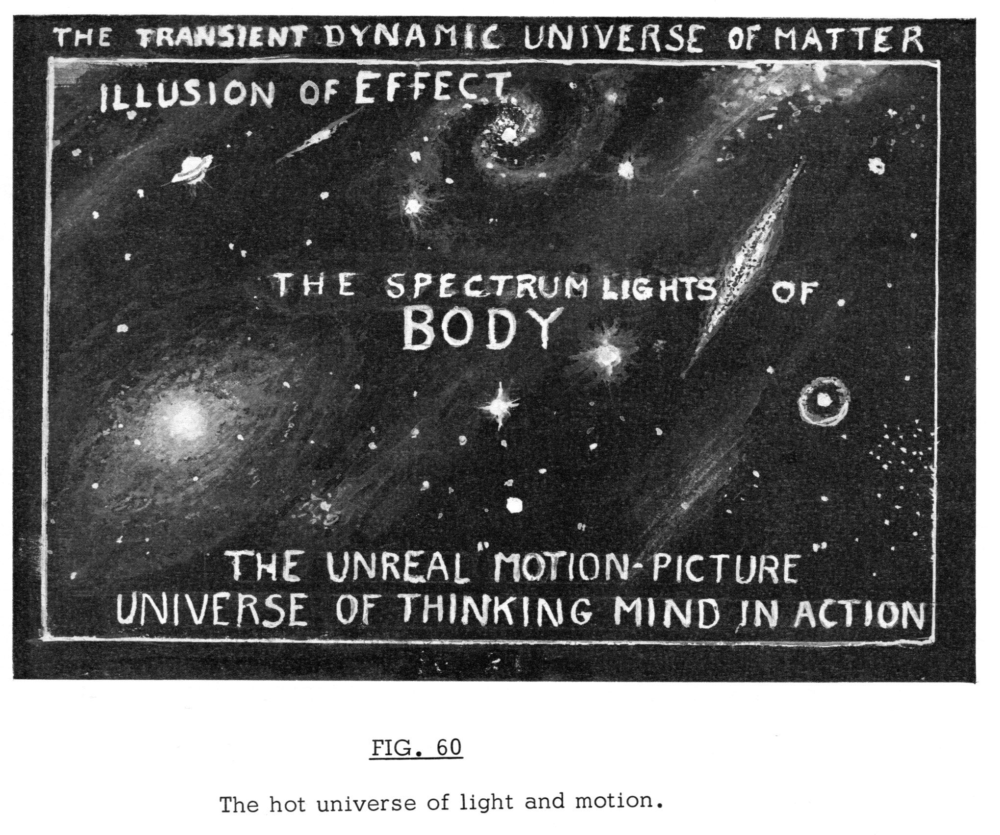 THE TRANSIENT DYNAMIC UNIVERSE OF MATTER
ILLUSION OF EFFECT
THE SPECTRUM LIGHTS OF
BODY
THE UNREAL "MOTION-PICTURE"
UNIVERSE OF THINKING MIND IN ACTION
FIG. 60
The hot universe of light and motion.